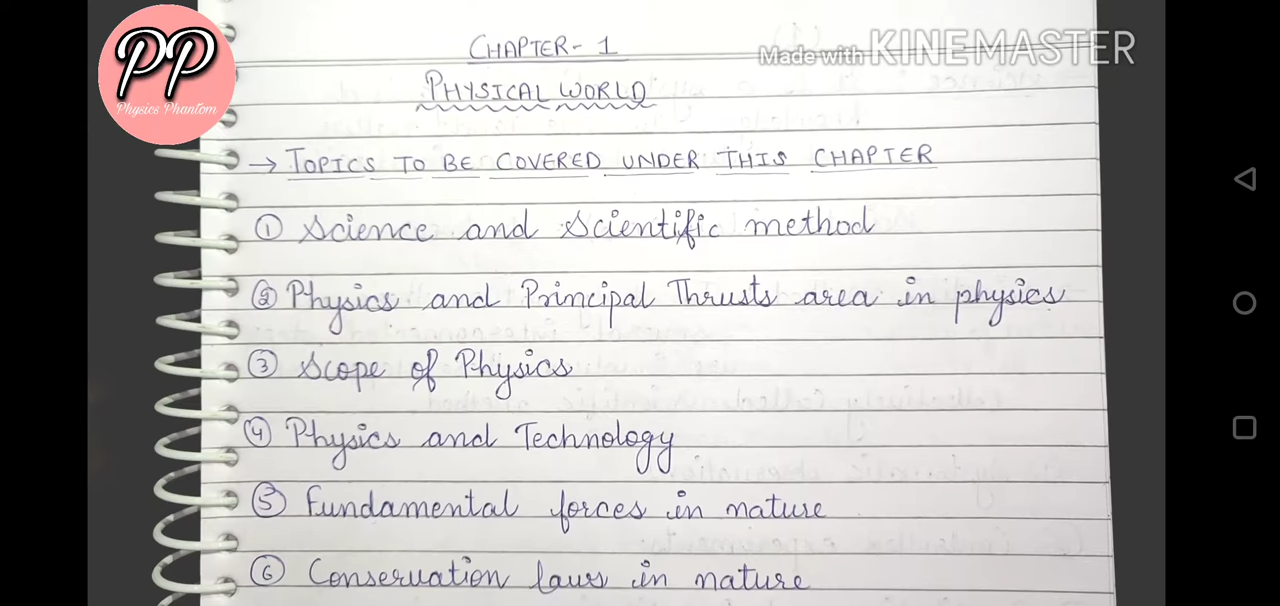 PP
Physics Phantom
Made with KINEMASTER
CHAPTER - 1
PHYSICAL WORLD
→ TOPICS TO BE COVERED UNDER THIS CHAPTER
① Science and Scientific method
② Physics and Principal Thrusts area in physics.
③ Scope of Physics
④ Physics and Technology
⑤ Fundamental forces in nature
⑥ Conservation laws in nature